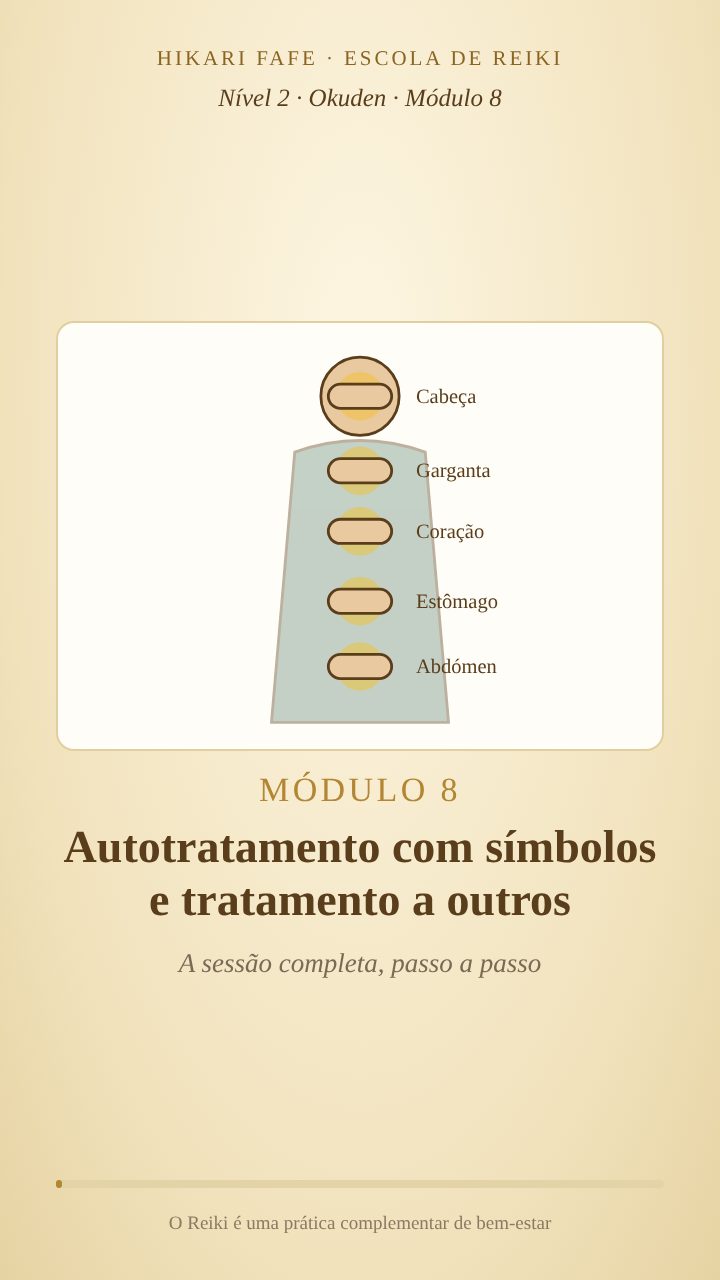 HIKARI FAFE · ESCOLA DE REIKI
Nível 2 · Okuden · Módulo 8
Cabeça
Garganta
Coração
Estômago
Abdómen
MÓDULO 8
Autotratamento com símbolos
e tratamento a outros
A sessão completa, passo a passo
O Reiki é uma prática complementar de bem-estar